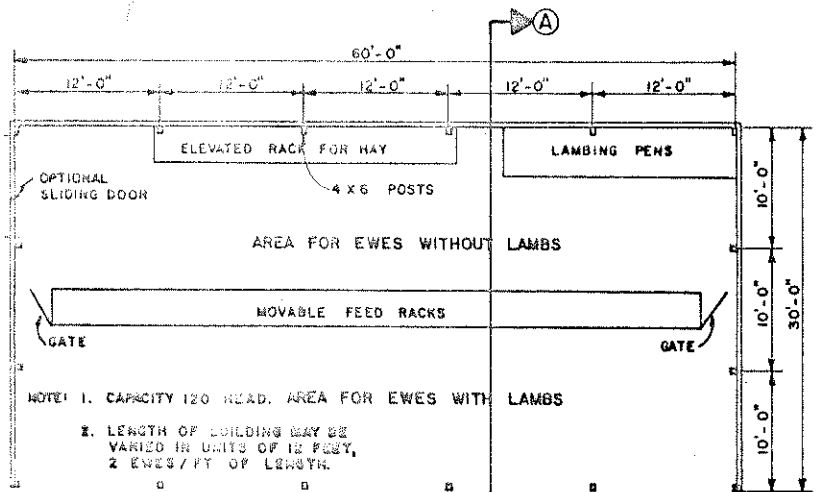 A
60'-0"
12'-0" 12'-0" 12'-0" 12'-0" 12'-0"
ELEVATED RACK FOR HAY
LAMBING PENS
OPTIONAL
SLIDING DOOR
4 X 6 POSTS
10'-0"
AREA FOR EWES WITHOUT LAMBS
MOVABLE FEED RACKS
10'-0"
30'-0"
GATE
GATE
NOTE: 1. CAPACITY 120 HEAD.
AREA FOR EWES WITH LAMBS
2. LENGTH OF BUILDING MAY BE
VARIED IN UNITS OF 12 FEET,
2 EWES/FT OF LENGTH.
10'-0"